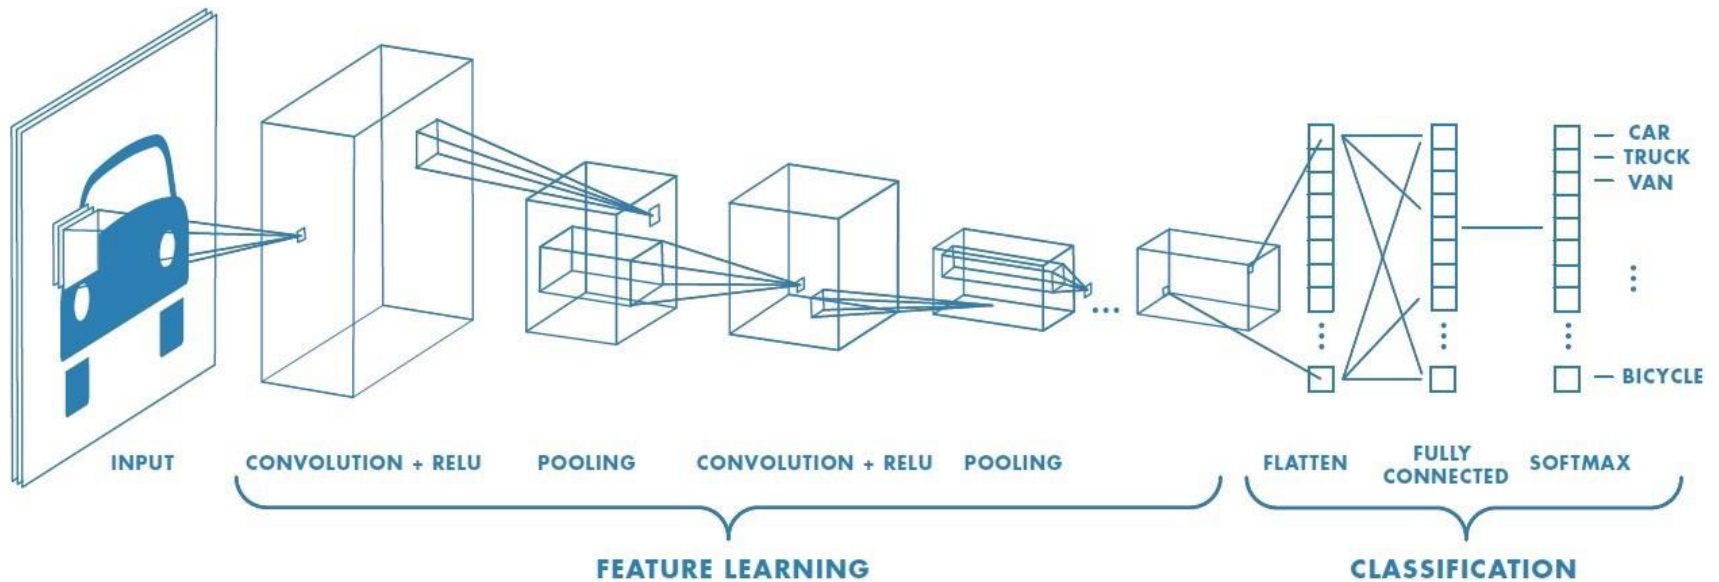 CAR
TRUCK
VAN
BICYCLE
INPUT
CONVOLUTION + RELU
POOLING
CONVOLUTION + RELU
POOLING
FLATTEN
FULLY
CONNECTED
SOFTMAX
FEATURE LEARNING
CLASSIFICATION